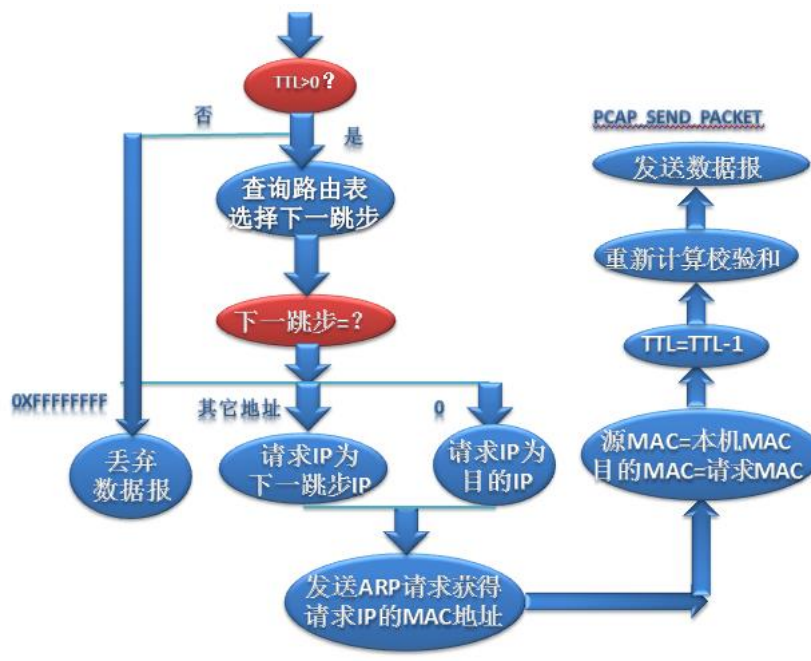 TTL>0？
否
是
查询路由表
选择下一跳步
下一跳步=？
0XFFFFFFFF
其它地址
0
丢弃
数据报
请求IP为
下一跳步IP
请求IP为
目的IP
发送ARP请求获得
请求IP的MAC地址
PCAP_SEND_PACKET
发送数据报
重新计算校验和
TTL=TTL-1
源MAC=本机MAC
目的MAC=请求MAC